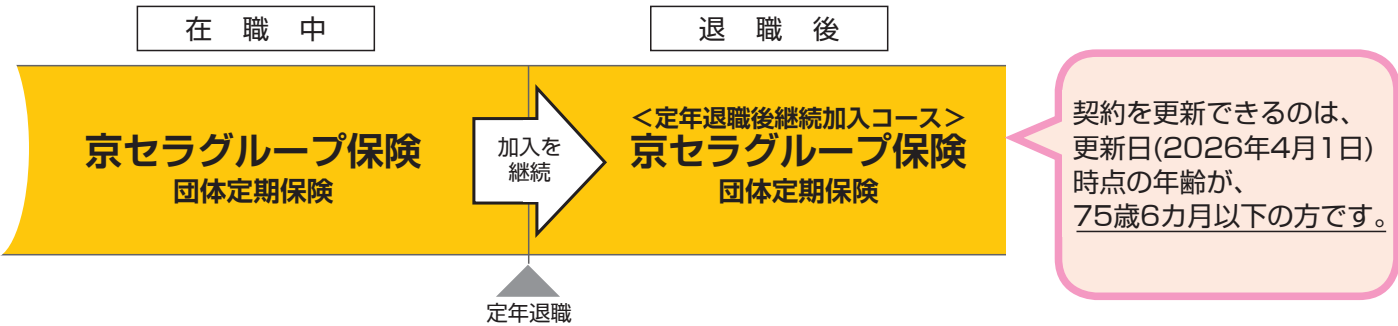 在職中
退職後
京セラグループ保険
団体定期保険
加入を
継続
＜定年退職後継続加入コース＞
京セラグループ保険
団体定期保険
契約を更新できるのは、
更新日(2026年4月1日)
時点の年齢が、
75歳6カ月以下の方です。
定年退職